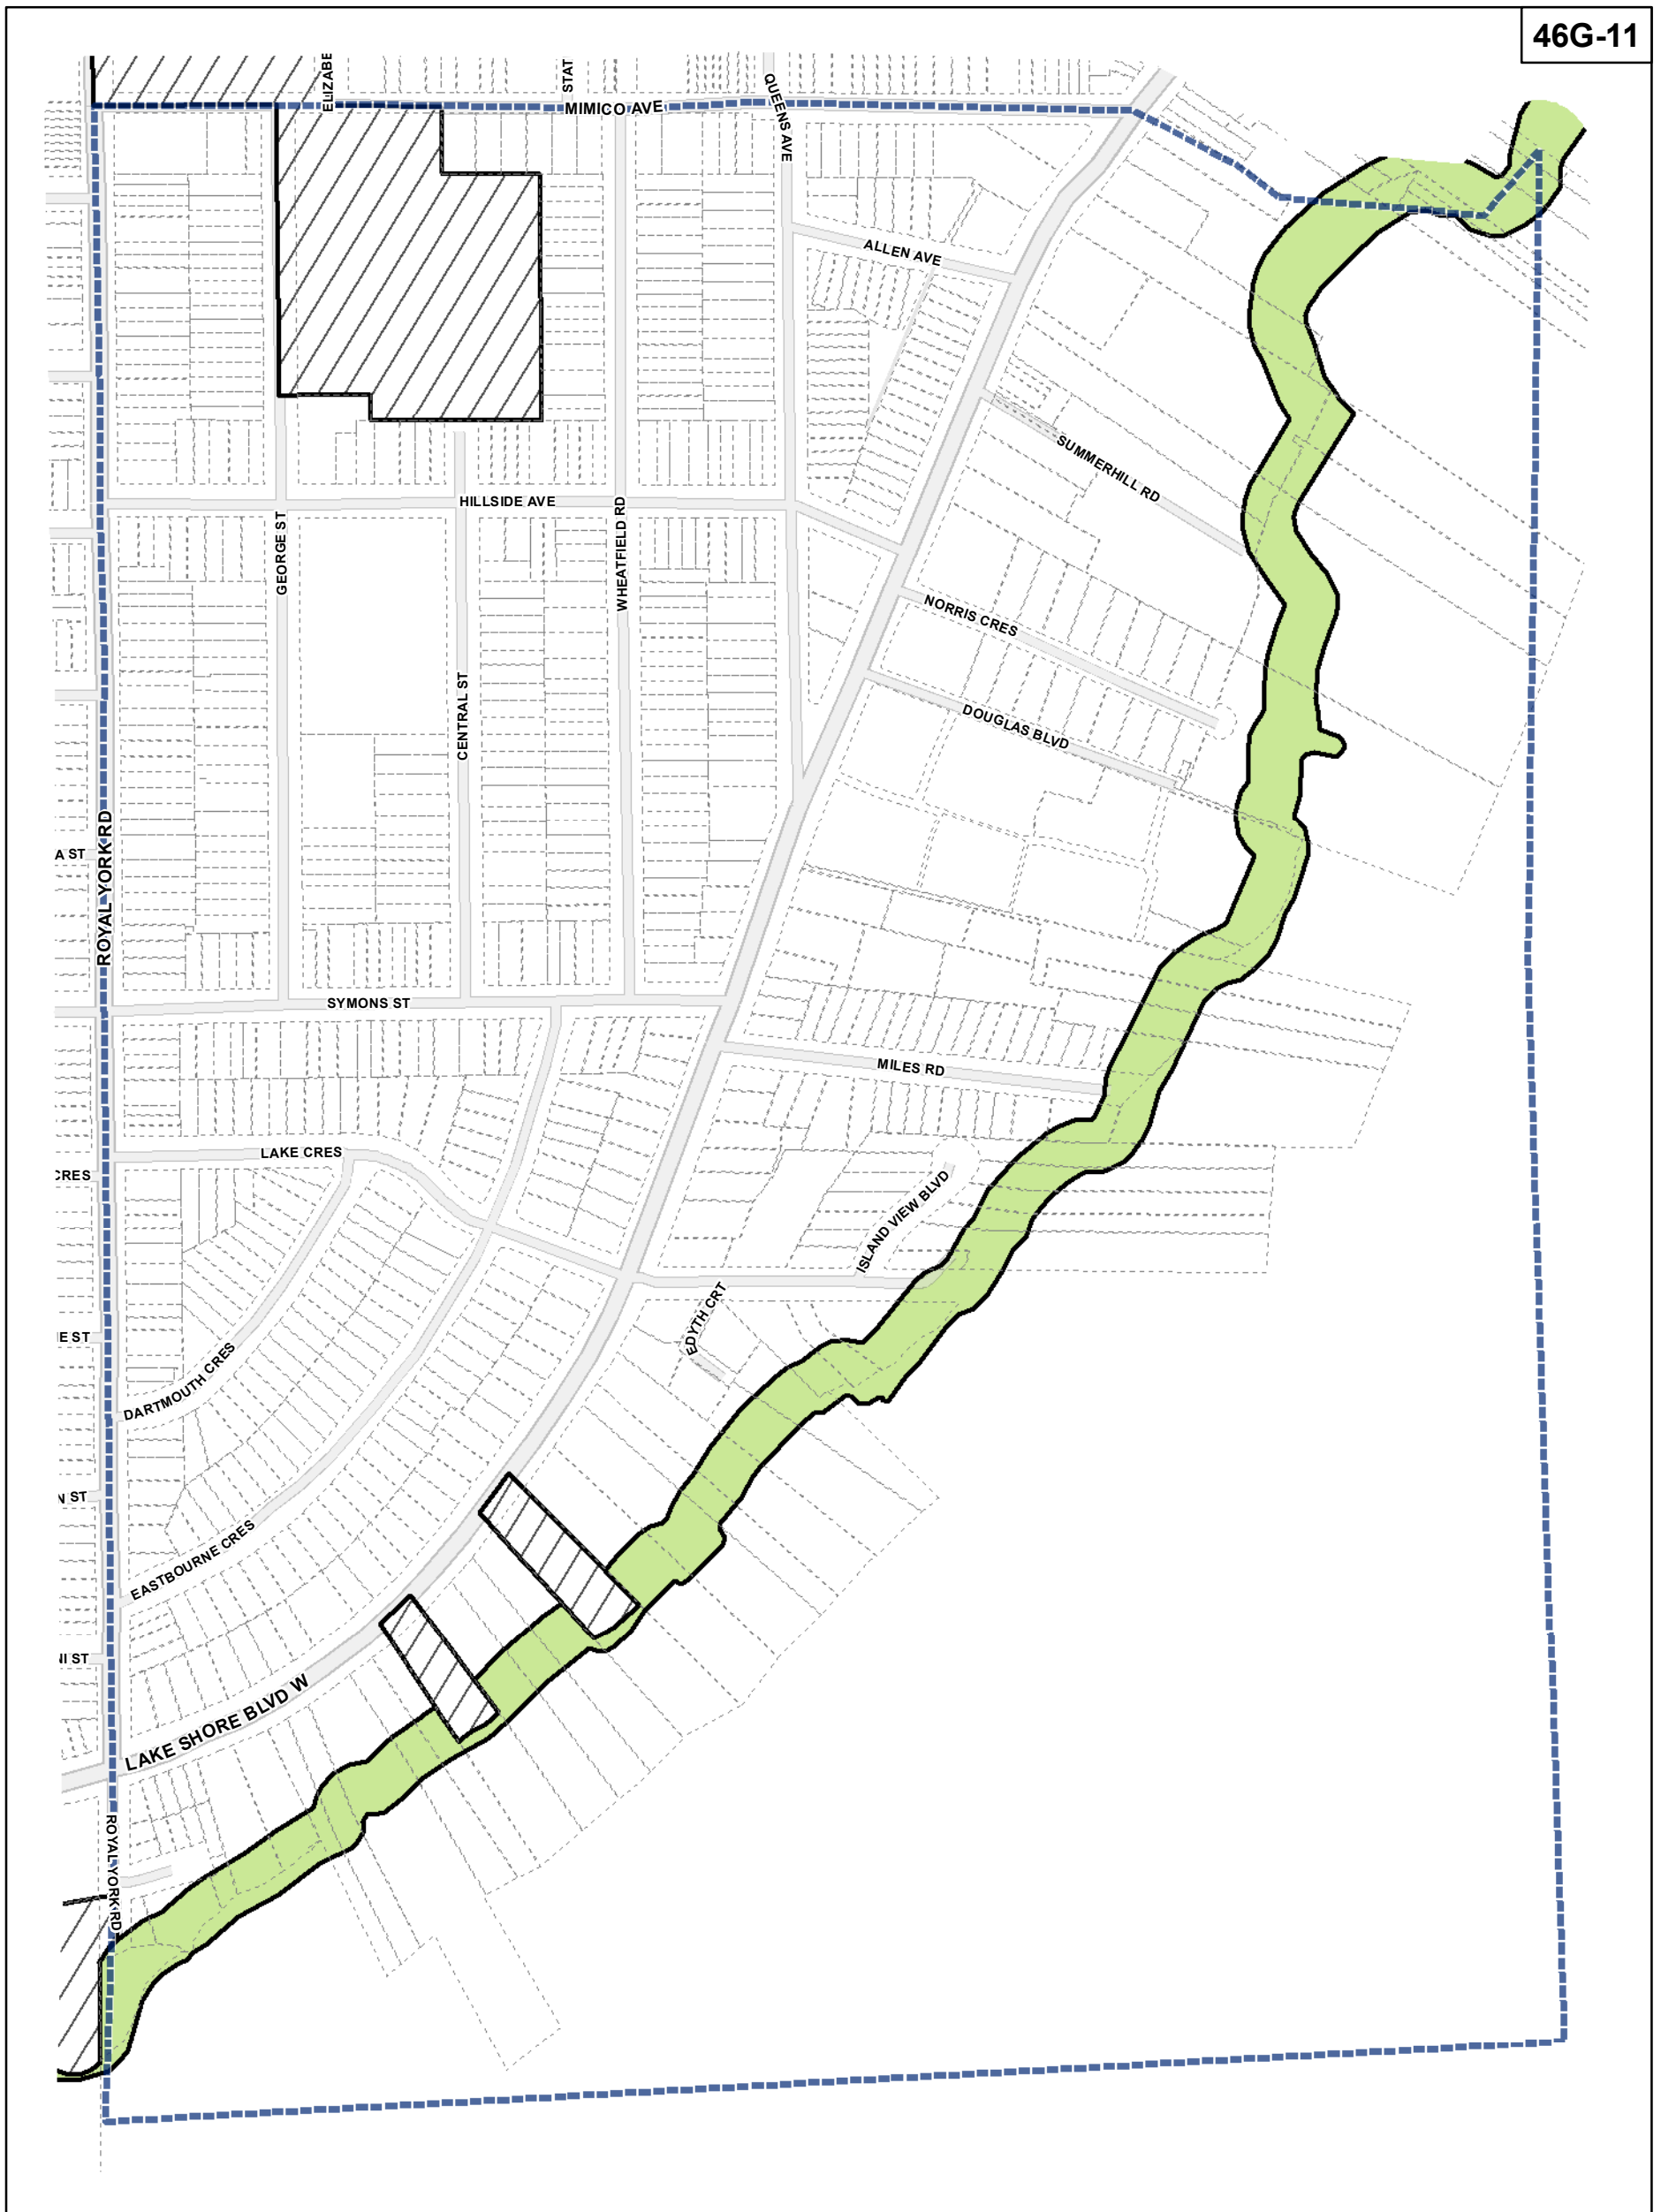 46G-11
ELIZABE
STAT
MIMICO AVE
QUEENS AVE
ALLEN AVE
SUMMERHILL RD
HILLSIDE AVE
GEORGE ST
WHEATFIELD RD
NORRIS CRES
CENTRAL ST
DOUGLAS BLVD
A ST
ROYAL YORK RD
SYMONS ST
MILES RD
LAKE CRES
CRES
ISLAND VIEW BLVD
EDYTH CRT
E ST
DARTMOUTH CRES
N ST
EASTBOURNE CRES
NI ST
LAKE SHORE BLVD W
ROYAL YORK RD